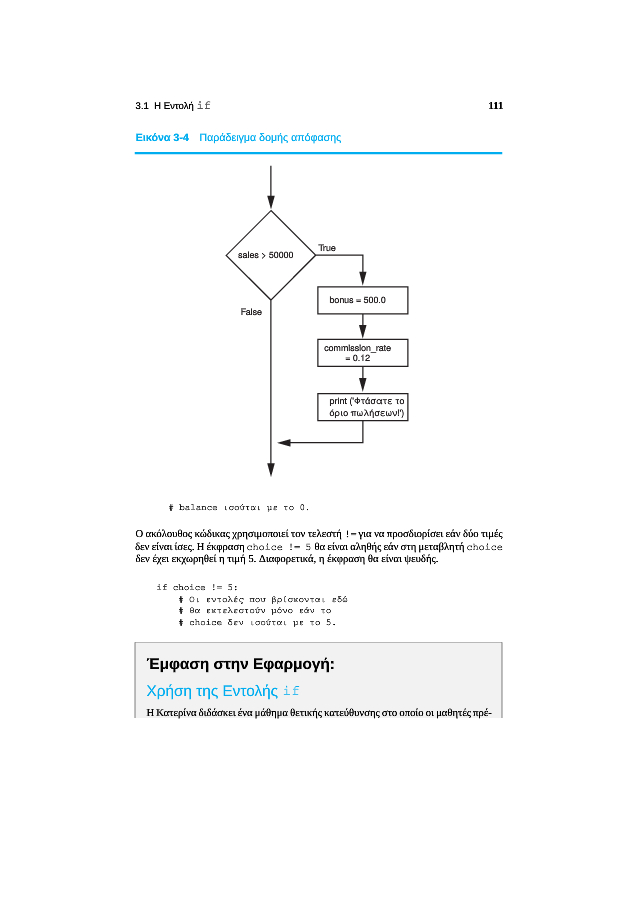 3.1 Η Εντολή if 111
Εικόνα 3-4 Παράδειγμα δομής απόφασης
sales > 50000
True
bonus = 500.0
False
commission_rate
= 0.12
print ('Φτάσατε το
όριο πωλήσεων!')
# balance ισούται με το 0.
Ο ακόλουθος κώδικας χρησιμοποιεί τον τελεστή != για να προσδιορίσει εάν δύο τιμές
δεν είναι ίσες. Η έκφραση choice != 5 θα είναι αληθής εάν στη μεταβλητή choice
δεν έχει εκχωρηθεί η τιμή 5. Διαφορετικά, η έκφραση θα είναι ψευδής.
if choice != 5:
# Οι εντολές που βρίσκονται εδώ
# θα εκτελεστούν μόνο εάν το
# choice δεν ισούται με το 5.
Έμφαση στην Εφαρμογή:
Χρήση της Εντολής if
Η Κατερίνα διδάσκει ένα μάθημα θετικής κατεύθυνσης στο οποίο οι μαθητές πρέ-